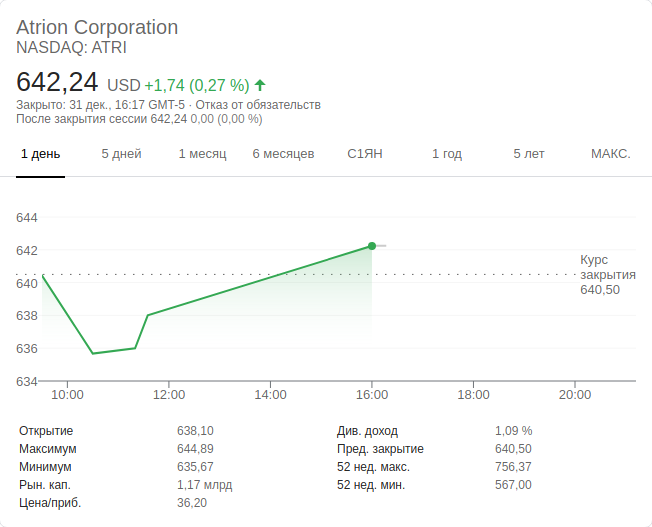 Atrion Corporation
NASDAQ: ATRI
642,24 USD +1,74 (0,27 %)
Закрыто: 31 дек., 16:17 GMT-5 · Отказ от обязательств
После закрытия сессии 642,24 0,00 (0,00 %)
1 день 5 дней 1 месяц 6 месяцев С1ЯН 1 год 5 лет МАКС.
644
642
Курс
закрытия
640,50
640
638
636
634
10:00 12:00 14:00 16:00 18:00 20:00
Открытие 638,10 Див. доход 1,09 %
Максимум 644,89 Пред. закрытие 640,50
Минимум 635,67 52 нед. макс. 756,37
Рын. кап. 1,17 млрд 52 нед. мин. 567,00
Цена/приб. 36,20